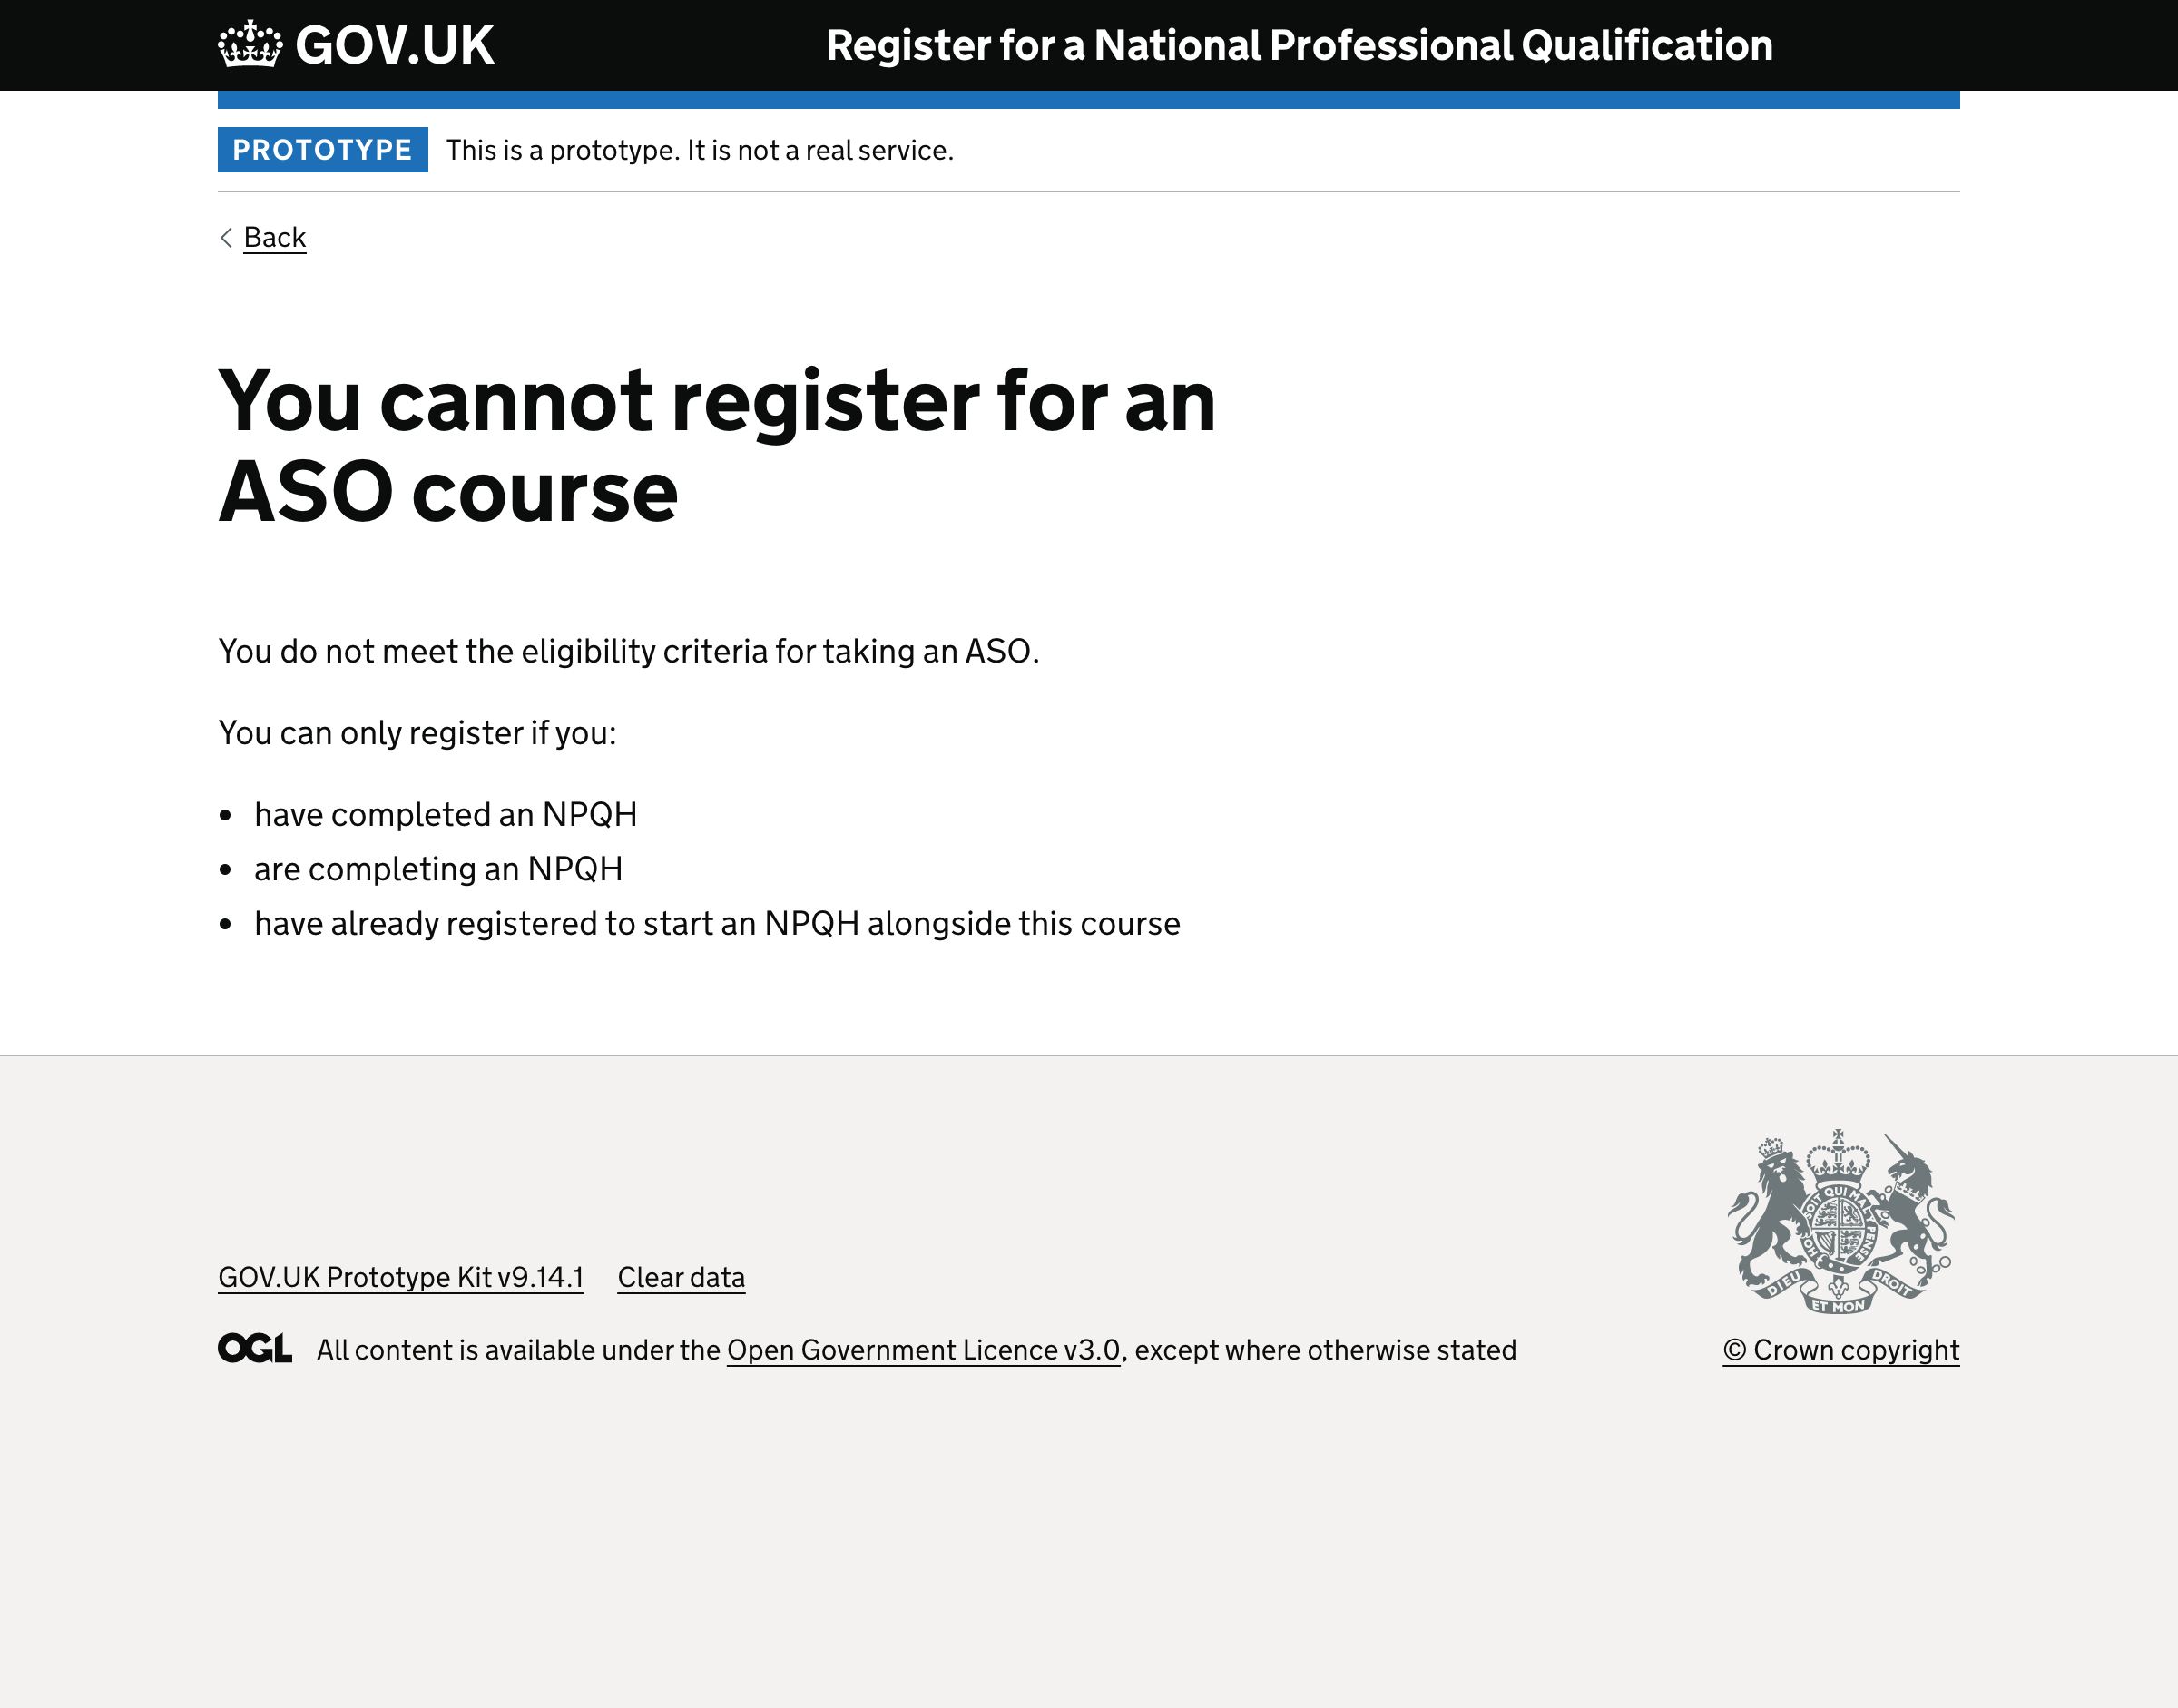 GOV.UK Register for a National Professional Qualification
PROTOTYPE This is a prototype. It is not a real service.
Back
You cannot register for an
ASO course
You do not meet the eligibility criteria for taking an ASO.
You can only register if you:
• have completed an NPQH
• are completing an NPQH
• have already registered to start an NPQH alongside this course
SOIT QUI MAL Y PENSE
HO
DIEU ET MON DROIT
GOV.UK Prototype Kit v9.14.1 Clear data
OGL All content is available under the Open Government Licence v3.0, except where otherwise stated
© Crown copyright